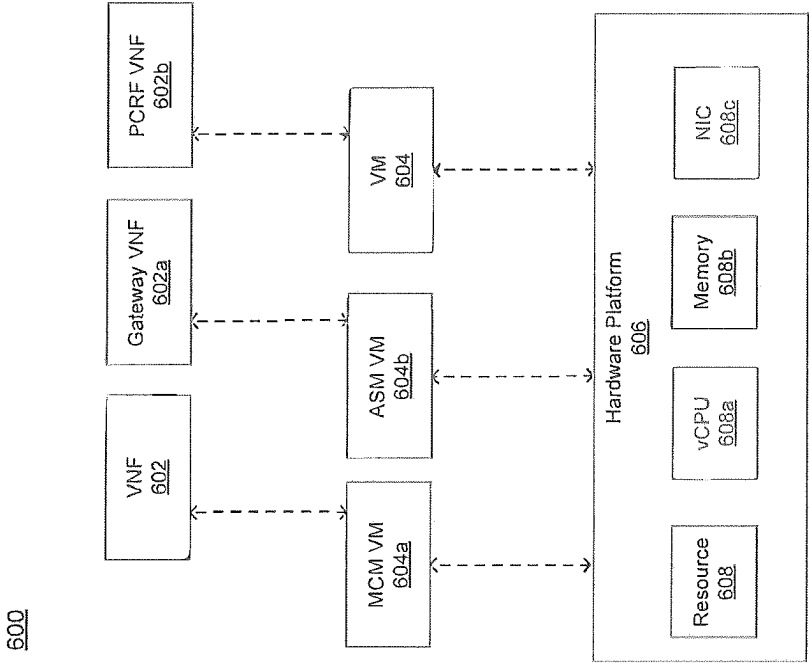 600
VNF
602
Gateway VNF
602a
PCRF VNF
602b
MCM VM
604a
ASM VM
604b
VM
604
Hardware Platform
606
Resource
608
vCPU
608a
Memory
608b
NIC
608c